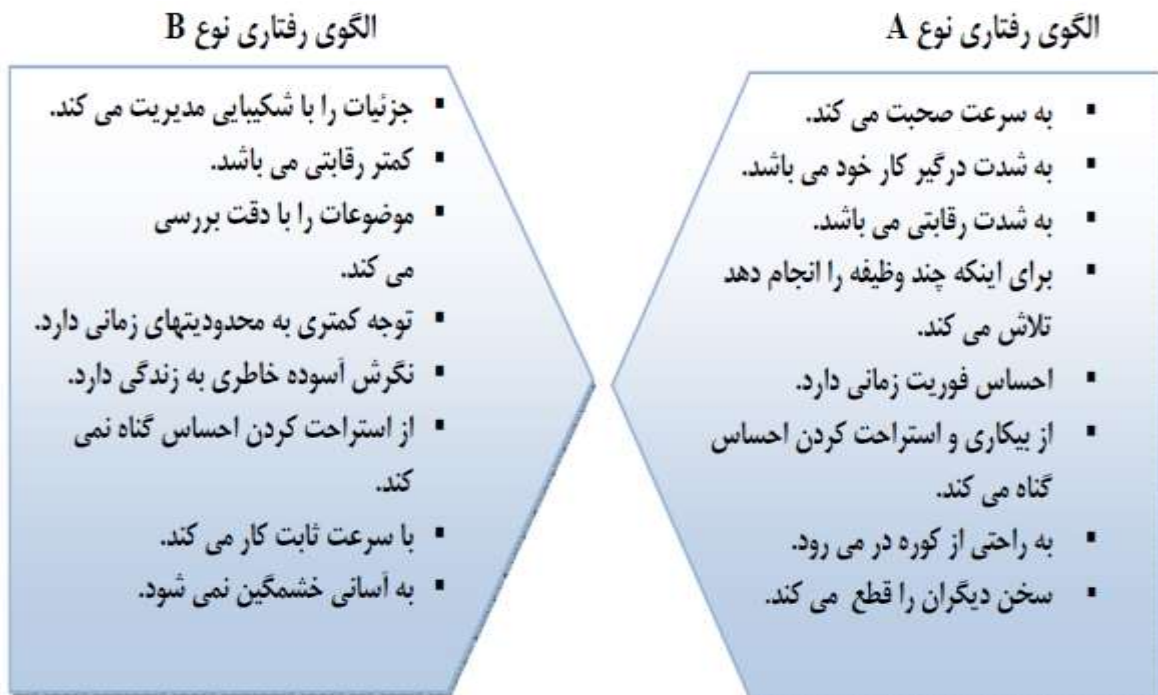 الگوی رفتاری نوع A
به سرعت صحبت می کند.
به شدت درگیر کار خود می باشد.
به شدت رقابتی می باشد.
برای اینکه چند وظیفه را انجام دهد
تلاش می کند.
احساس فوریت زمانی دارد.
از بیکاری و استراحت کردن احساس
گناه می کند.
به راحتی از کوره در می رود.
سخن دیگران را قطع می کند.
الگوی رفتاری نوع B
جزئیات را با شکیبایی مدیریت می کند.
کمتر رقابتی می باشد.
موضوعات را با دقت بررسی
می کند.
توجه کمتری به محدودیتهای زمانی دارد.
نگرش آسوده خاطری به زندگی دارد.
از استراحت کردن احساس گناه نمی
کند.
با سرعت ثابت کار می کند.
به آسانی خشمگین نمی شود.